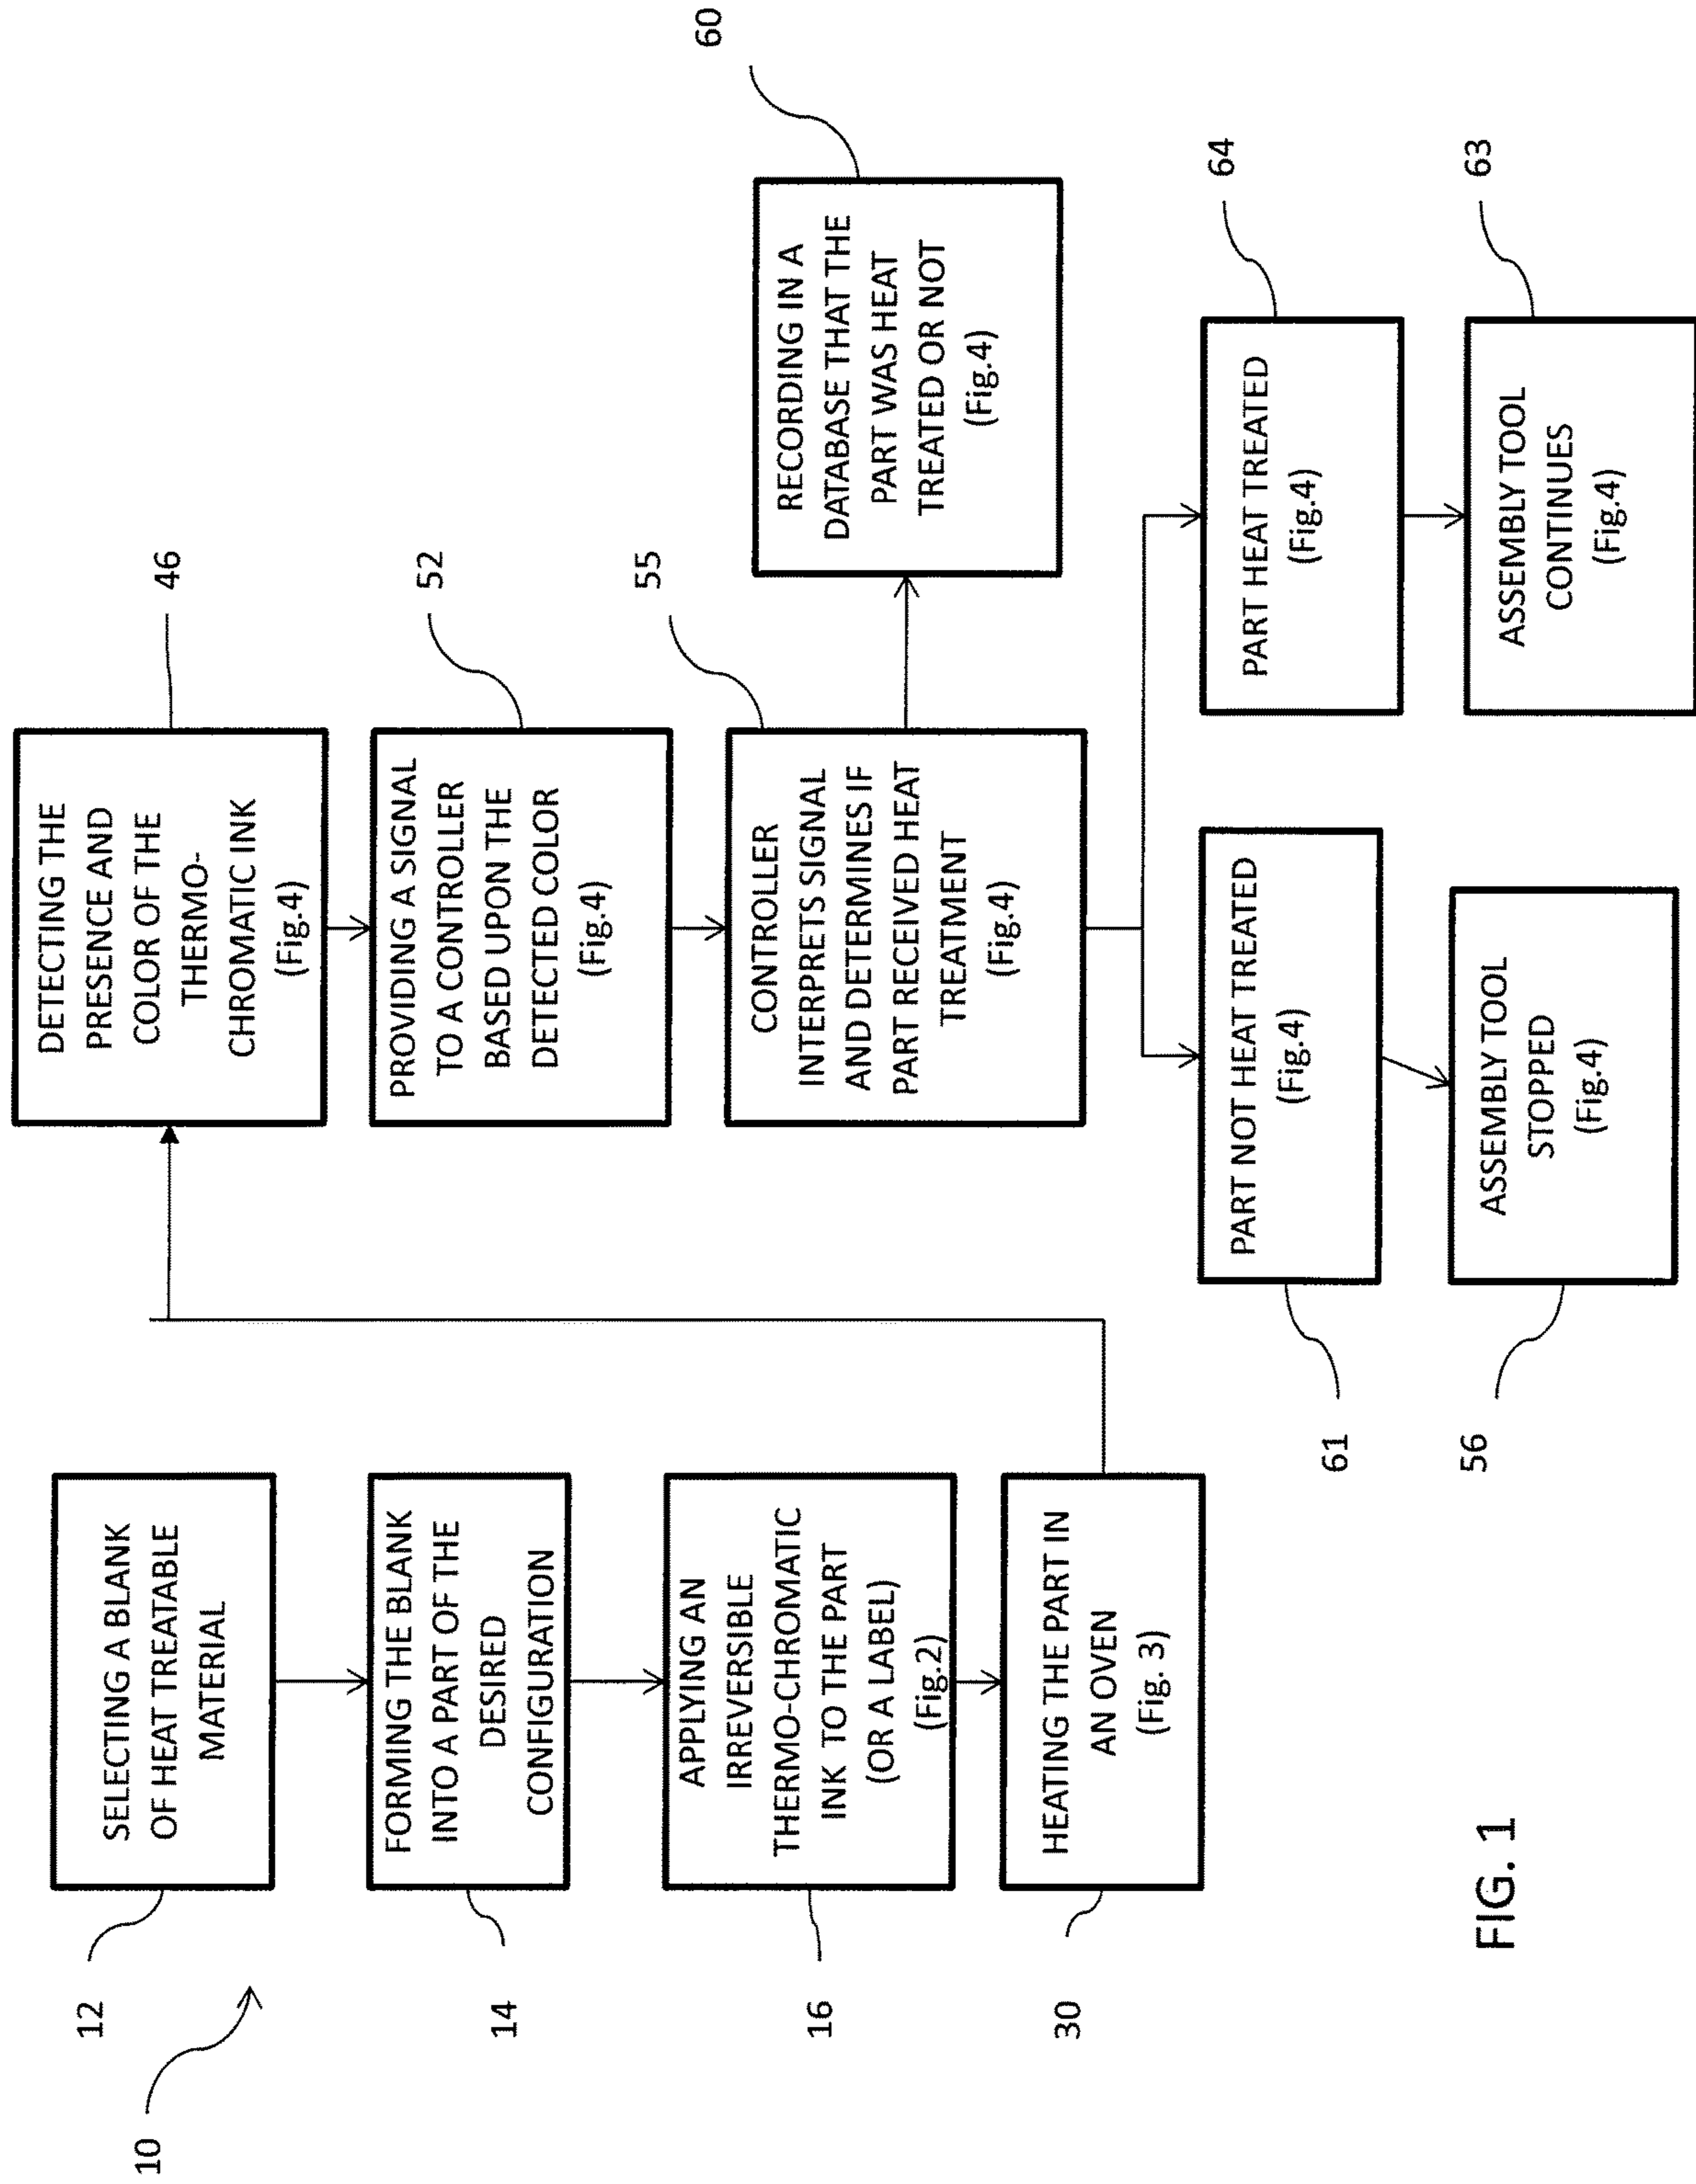 10
12
SELECTING A BLANK
OF HEAT TREATABLE
MATERIAL
14
FORMING THE BLANK
INTO A PART OF THE
DESIRED
CONFIGURATION
16
APPLYING AN
IRREVERSIBLE
THERMO-CHROMATIC
INK TO THE PART
(OR A LABEL)
(Fig.2)
30
HEATING THE PART IN
AN OVEN
(Fig. 3)
46
DETECTING THE
PRESENCE AND
COLOR OF THE
THERMO-
CHROMATIC INK
(Fig.4)
52
PROVIDING A SIGNAL
TO A CONTROLLER
BASED UPON THE
DETECTED COLOR
(Fig.4)
55
CONTROLLER
INTERPRETS SIGNAL
AND DETERMINES IF
PART RECEIVED HEAT
TREATMENT
(Fig.4)
60
RECORDING IN A
DATABASE THAT THE
PART WAS HEAT
TREATED OR NOT
(Fig.4)
61
PART NOT HEAT TREATED
(Fig.4)
56
ASSEMBLY TOOL
STOPPED
(Fig.4)
64
PART HEAT TREATED
(Fig.4)
63
ASSEMBLY TOOL
CONTINUES
(Fig.4)
FIG. 1